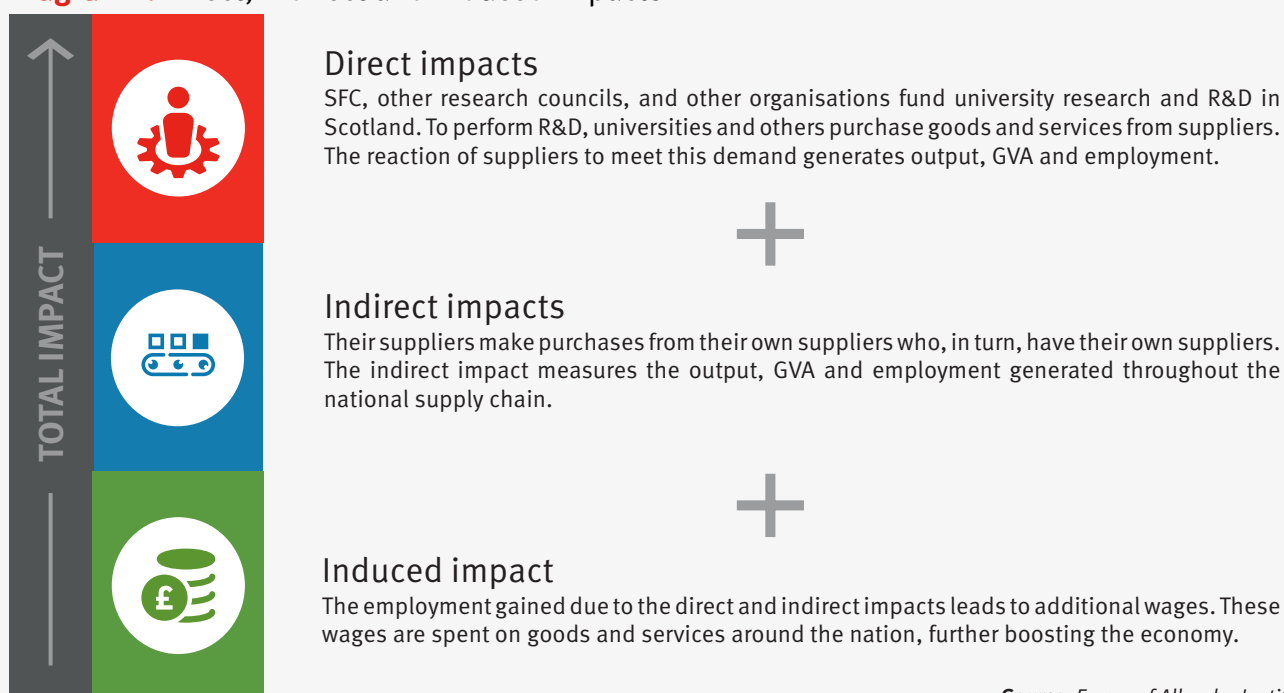 Direct impacts
SFC, other research councils, and other organisations fund university research and R&D in
Scotland. To perform R&D, universities and others purchase goods and services from suppliers.
The reaction of suppliers to meet this demand generates output, GVA and employment.
+
TOTAL IMPACT
Indirect impacts
Their suppliers make purchases from their own suppliers who, in turn, have their own suppliers.
The indirect impact measures the output, GVA and employment generated throughout the
national supply chain.
+
£
Induced impact
The employment gained due to the direct and indirect impacts leads to additional wages. These
wages are spent on goods and services around the nation, further boosting the economy.